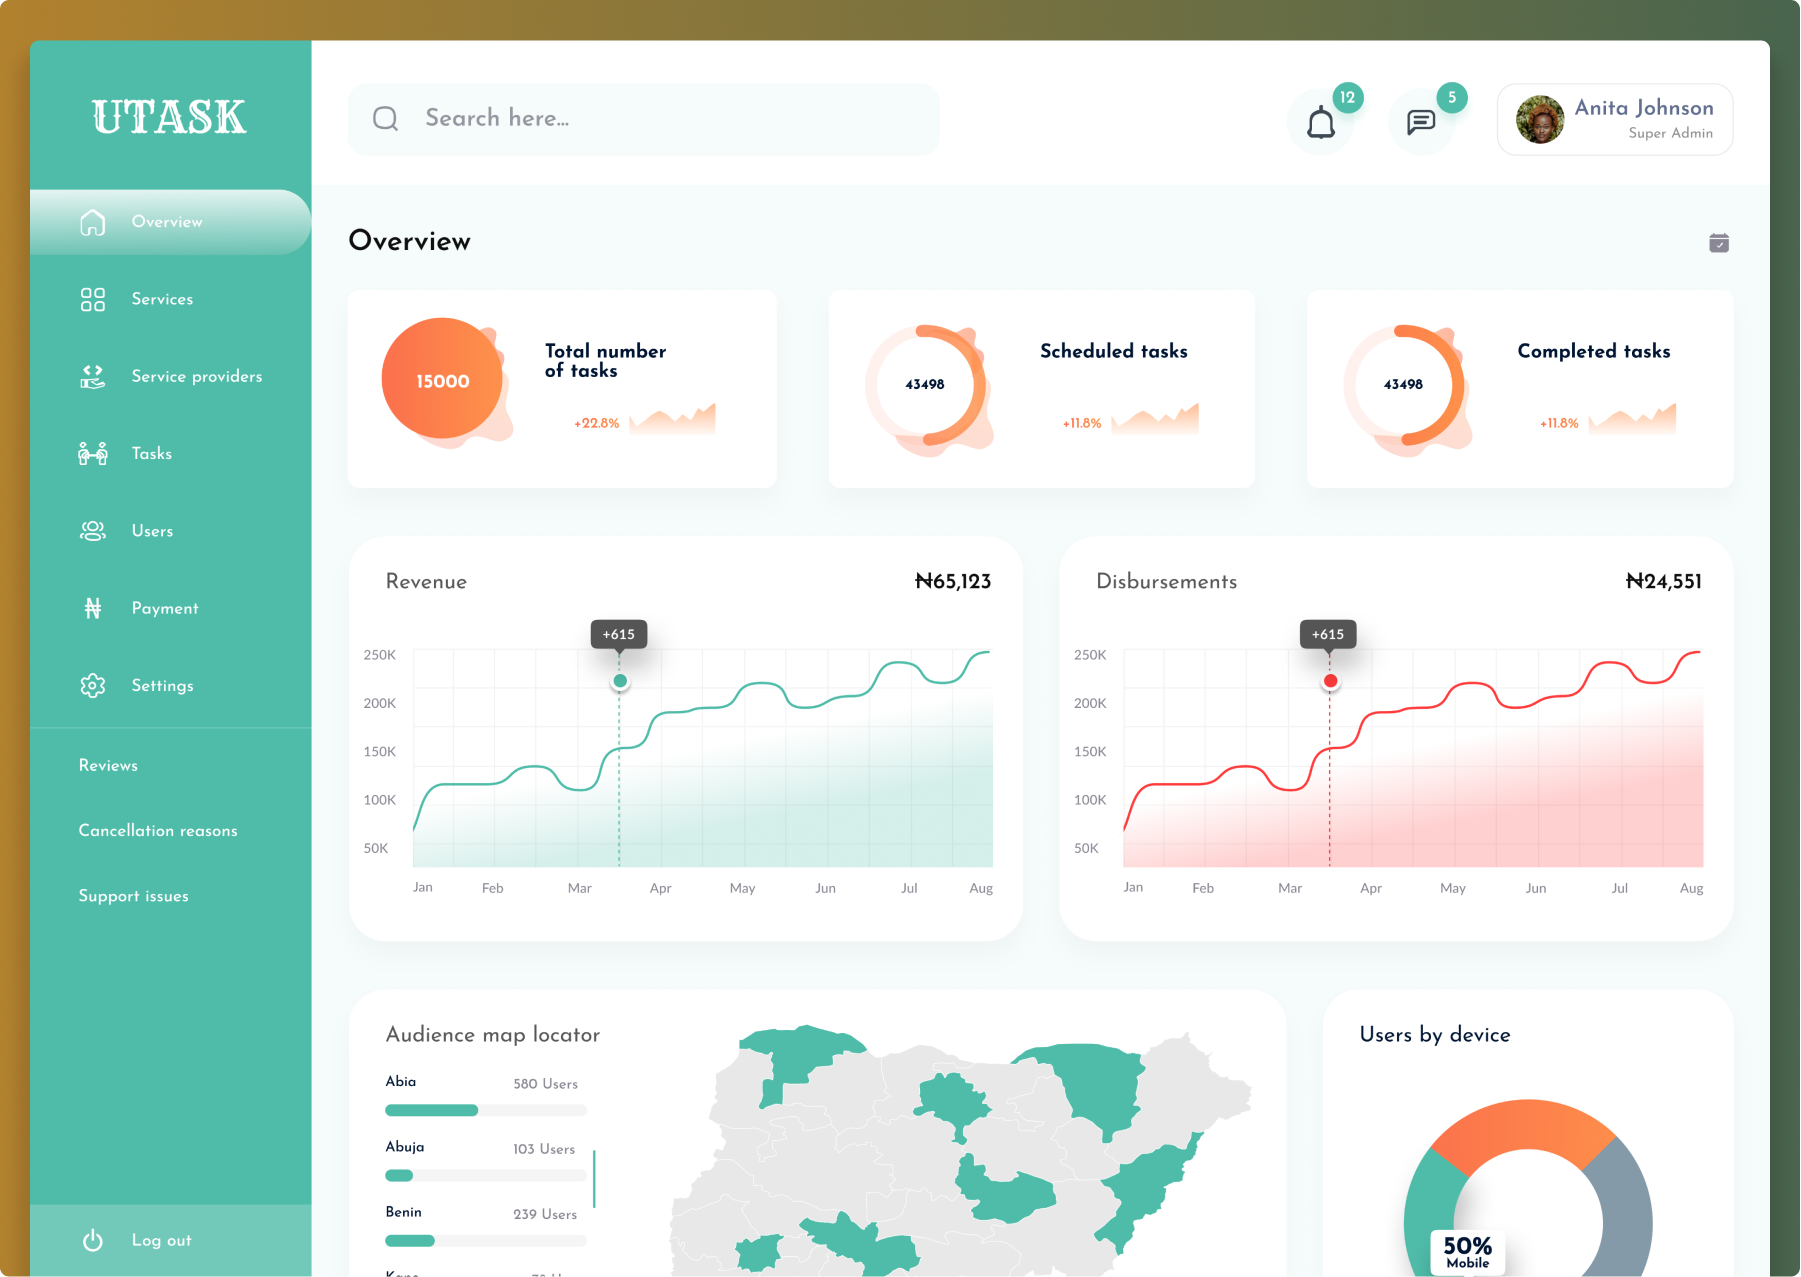 UTASK
Overview
Services
Service providers
Tasks
Users
₦ Payment
Settings
Reviews
Cancellation reasons
Support issues
Log out
Search here...
12
5
Anita Johnson
Super Admin
Overview
15000
Total number
of tasks
+22.8%
43498
Scheduled tasks
+11.8%
43498
Completed tasks
+11.8%
Revenue
₦65,123
+615
250K
200K
150K
100K
50K
Jan Feb Mar Apr May Jun Jul Aug
Disbursements
₦24,551
+615
250K
200K
150K
100K
50K
Jan Feb Mar Apr May Jun Jul Aug
Audience map locator
Abia 580 Users
Abuja 103 Users
Benin 239 Users
Users by device
50%
Mobile